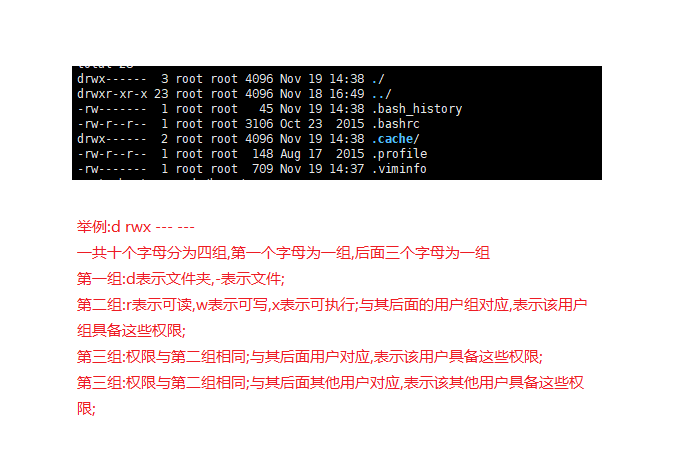 total 28
drwx------  3 root root 4096 Nov 19 14:38 ./
drwxr-xr-x 23 root root 4096 Nov 18 16:49 ../
-rw-------  1 root root   45 Nov 19 14:38 .bash_history
-rw-r--r--  1 root root 3106 Oct 23  2015 .bashrc
drwx------  2 root root 4096 Nov 19 14:38 .cache/
-rw-r--r--  1 root root  148 Aug 17  2015 .profile
-rw-------  1 root root  709 Nov 19 14:37 .viminfo
举例:d rwx --- ---
一共十个字母分为四组,第一个字母为一组,后面三个字母为一组
第一组:d表示文件夹,-表示文件;
第二组:r表示可读,w表示可写,x表示可执行;与其后面的用户组对应,表示该用户
组具备这些权限;
第三组:权限与第二组相同;与其后面用户对应,表示该用户具备这些权限;
第三组:权限与第二组相同;与其后面其他用户对应,表示该其他用户具备这些权
限;